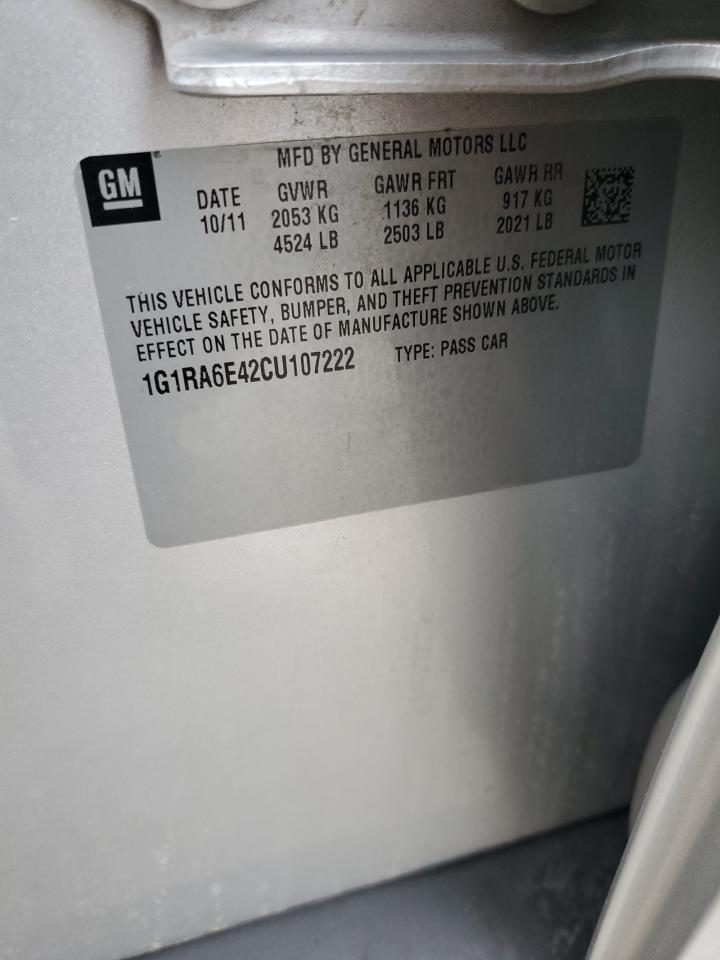 GM
MFD BY GENERAL MOTORS LLC
DATE GVWR GAWR FRT GAWR RR
10/11 2053 KG 1136 KG 917 KG
4524 LB 2503 LB 2021 LB
THIS VEHICLE CONFORMS TO ALL APPLICABLE U.S. FEDERAL MOTOR
VEHICLE SAFETY, BUMPER, AND THEFT PREVENTION STANDARDS IN
EFFECT ON THE DATE OF MANUFACTURE SHOWN ABOVE.
1G1RA6E42CU107222 TYPE: PASS CAR